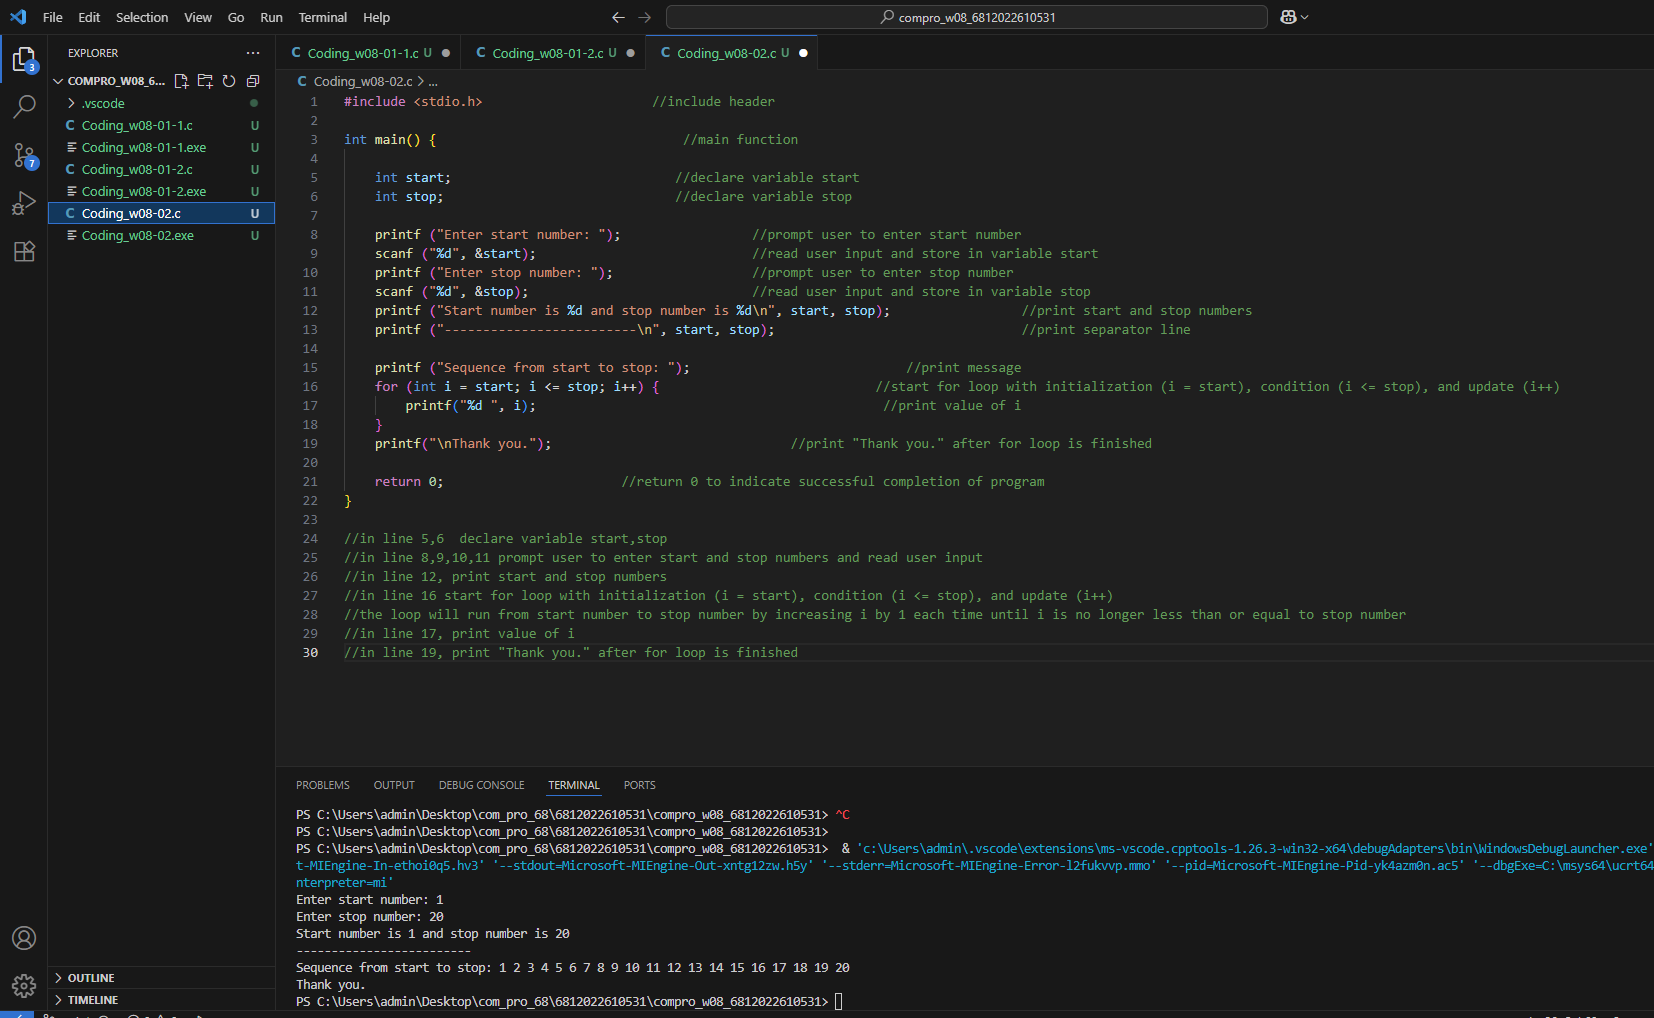 File Edit Selection View Go Run Terminal Help
compro_w08_6812022610531
EXPLORER
COMPRO_W08_6...
.vscode
C Coding_w08-01-1.c U
Coding_w08-01-1.exe U
C Coding_w08-01-2.c U
Coding_w08-01-2.exe U
C Coding_w08-02.c U
Coding_w08-02.exe U
3
7
OUTLINE
TIMELINE
C Coding_w08-01-1.c U
C Coding_w08-01-2.c U
C Coding_w08-02.c U
C Coding_w08-02.c > ...
1 #include <stdio.h> //include header
2
3 int main() { //main function
4
5 int start; //declare variable start
6 int stop; //declare variable stop
7
8 printf ("Enter start number: "); //prompt user to enter start number
9 scanf ("%d", &start); //read user input and store in variable start
10 printf ("Enter stop number: "); //prompt user to enter stop number
11 scanf ("%d", &stop); //read user input and store in variable stop
12 printf ("Start number is %d and stop number is %d\n", start, stop); //print start and stop numbers
13 printf ("-------------------------\n", start, stop); //print separator line
14
15 printf ("Sequence from start to stop: "); //print message
16 for (int i = start; i <= stop; i++) { //start for loop with initialization (i = start), condition (i <= stop), and update (i++)
17 printf("%d ", i); //print value of i
18 }
19 printf("\nThank you."); //print "Thank you." after for loop is finished
20
21 return 0; //return 0 to indicate successful completion of program
22 }
23
24 //in line 5,6  declare variable start,stop
25 //in line 8,9,10,11 prompt user to enter start and stop numbers and read user input
26 //in line 12, print start and stop numbers
27 //in line 16 start for loop with initialization (i = start), condition (i <= stop), and update (i++)
28 //the loop will run from start number to stop number by increasing i by 1 each time until i is no longer less than or equal to stop number
29 //in line 17, print value of i
30 //in line 19, print "Thank you." after for loop is finished
PROBLEMS OUTPUT DEBUG CONSOLE TERMINAL PORTS
PS C:\Users\admin\Desktop\com_pro_68\6812022610531\compro_w08_6812022610531> ^C
PS C:\Users\admin\Desktop\com_pro_68\6812022610531\compro_w08_6812022610531>
PS C:\Users\admin\Desktop\com_pro_68\6812022610531\compro_w08_6812022610531>  & 'c:\Users\admin\.vscode\extensions\ms-vscode.cpptools-1.26.3-win32-x64\debugAdapters\bin\WindowsDebugLauncher.exe'
t-MIEngine-In-ethoi0q5.hv3' '--stdout=Microsoft-MIEngine-Out-xntg12zw.h5y' '--stderr=Microsoft-MIEngine-Error-l2fukvvp.mmo' '--pid=Microsoft-MIEngine-Pid-yk4azm0n.ac5' '--dbgExe=C:\msys64\ucrt64
nterpreter=mi'
Enter start number: 1
Enter stop number: 20
Start number is 1 and stop number is 20
-------------------------
Sequence from start to stop: 1 2 3 4 5 6 7 8 9 10 11 12 13 14 15 16 17 18 19 20
Thank you.
PS C:\Users\admin\Desktop\com_pro_68\6812022610531\compro_w08_6812022610531>